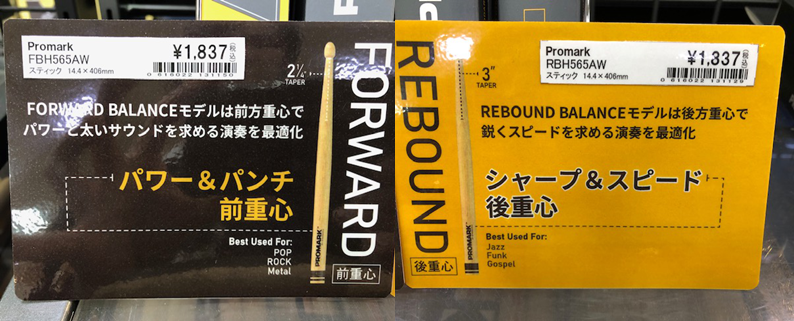 Promark
FBH565AW
スティック 14.4×406mm
¥1,837(税込)
0 616022 131150
2¼"
TAPER
FORWARD
FORWARD BALANCEモデルは前方重心で
パワーと太いサウンドを求める演奏を最適化
パワー＆パンチ
前重心
Best Used For:
POP
ROCK
Metal
PROMARK
前重心
REBOUND
後重心
3"
TAPER
Promark
RBH565AW
スティック 14.4×406mm
¥1,337(税込)
REBOUND BALANCEモデルは後方重心で
鋭くスピードを求める演奏を最適化
シャープ＆スピード
後重心
Best Used For:
Jazz
Funk
Gospel